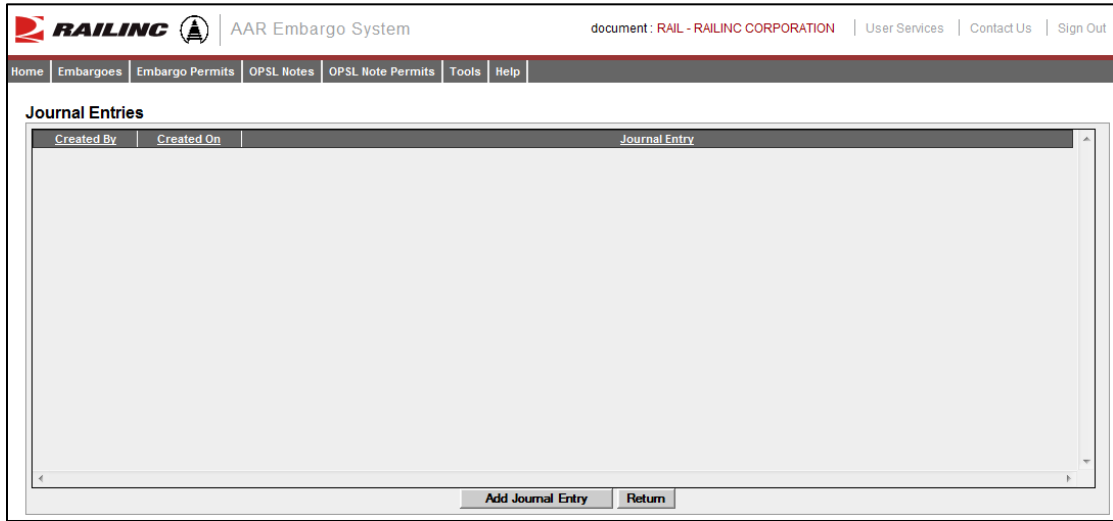 RAILINC AAR Embargo System document : RAIL - RAILINC CORPORATION User Services Contact Us Sign Out
Home Embargoes Embargo Permits OPSL Notes OPSL Note Permits Tools Help
Journal Entries
Created By Created On Journal Entry
Add Journal Entry Return